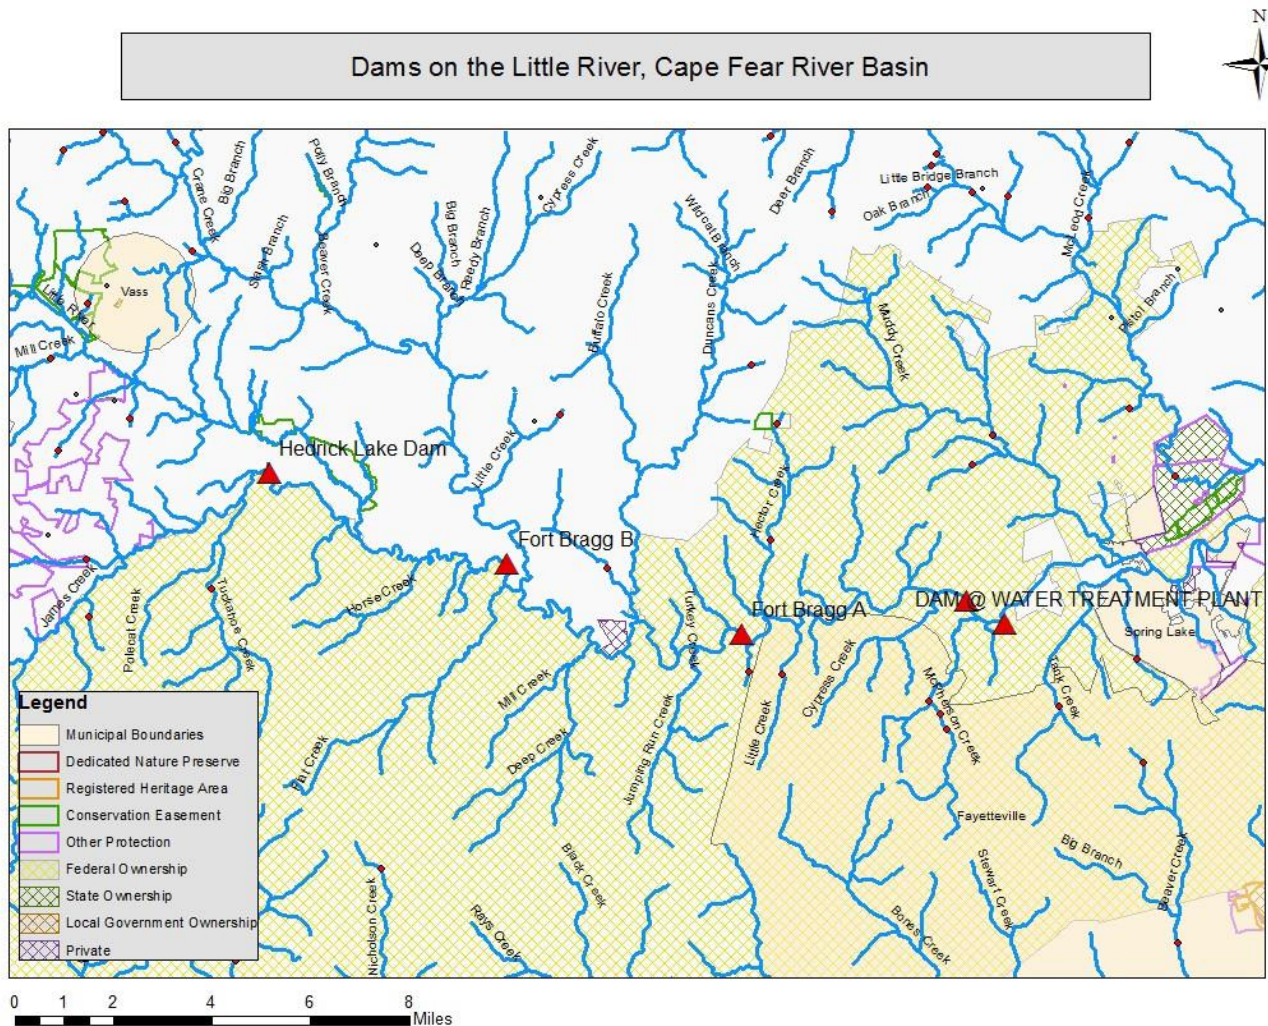 N
Dams on the Little River, Cape Fear River Basin
Crane Creek
Big Branch
Polly Branch
Slash Branch
Beaver Creek
Big Branch
Deep Branch
Reedy Branch
Cypress Creek
Buffalo Creek
Wildcat Branch
Duncans Creek
Deer Branch
Little Bridge Branch
Oak Branch
McLeod Creek
Pistol Branch
Muddy Creek
Vass
Little River
Mill Creek
Hedrick Lake Dam
Little Creek
Hector Creek
Fort Bragg B
Horse Creek
James Creek
Polecat Creek
Tuckahoe Creek
Turkey Creek
Fort Bragg A
DAM @ WATER TREATMENT PLANT
Spring Lake
Mill Creek
Deep Creek
Flat Creek
Jumping Run Creek
Little Creek
Cypress Creek
McPherson Creek
Tank Creek
Fayetteville
Black Creek
Nicholson Creek
Rays Creek
Bones Creek
Stewart Creek
Big Branch
Beaver Creek
Legend
Municipal Boundaries
Dedicated Nature Preserve
Registered Heritage Area
Conservation Easement
Other Protection
Federal Ownership
State Ownership
Local Government Ownership
Private
0 1 2 4 6 8
Miles